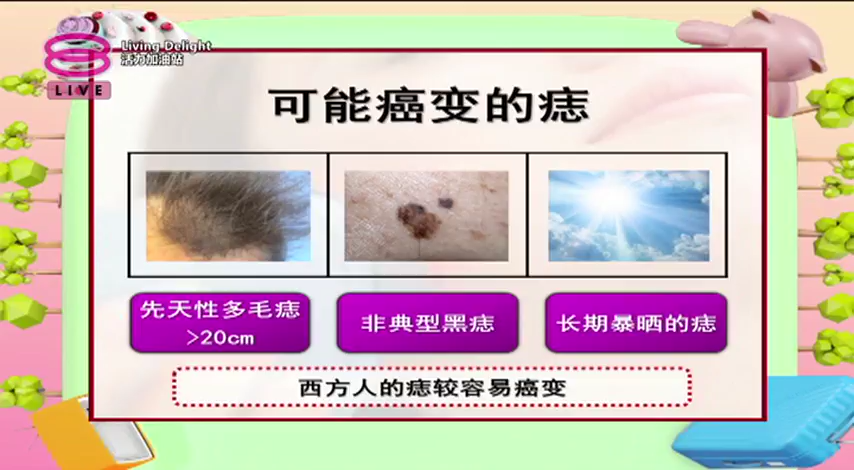 Living Delight
活力加油站
LIVE
可能癌变的痣
先天性多毛痣
>20cm
非典型黑痣
长期暴晒的痣
西方人的痣较容易癌变